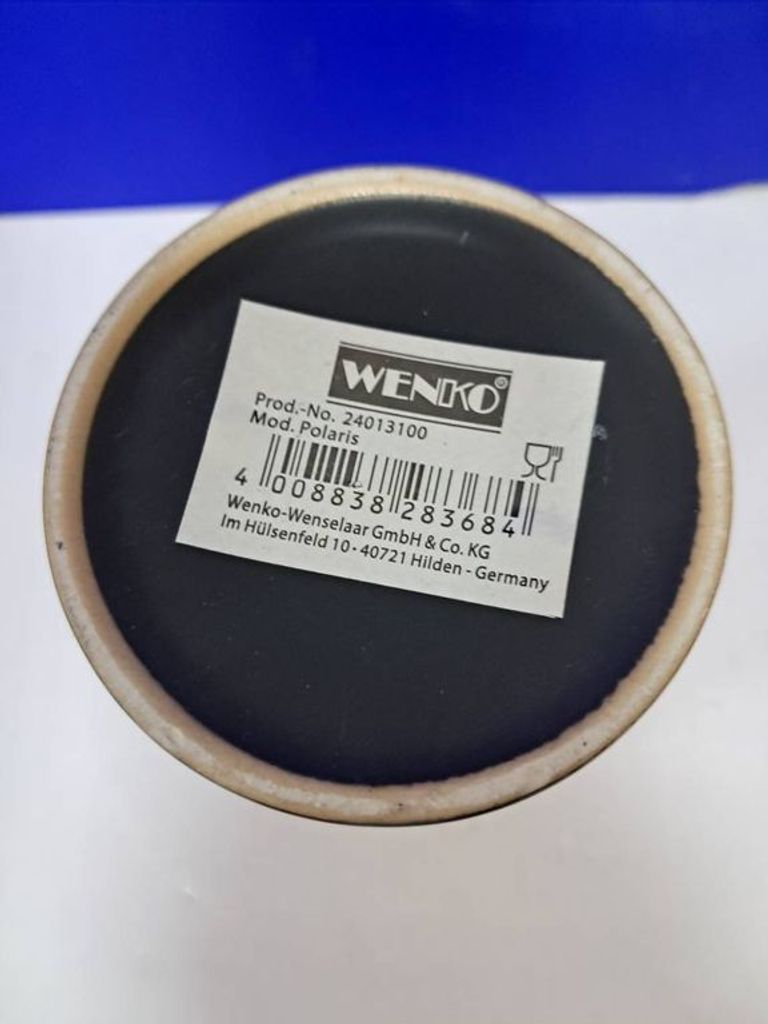 WENKO®
Prod.-No. 24013100
Mod. Polaris
4 008838 283684
Wenko-Wenselaar GmbH & Co. KG
Im Hülsenfeld 10 - 40721 Hilden - Germany